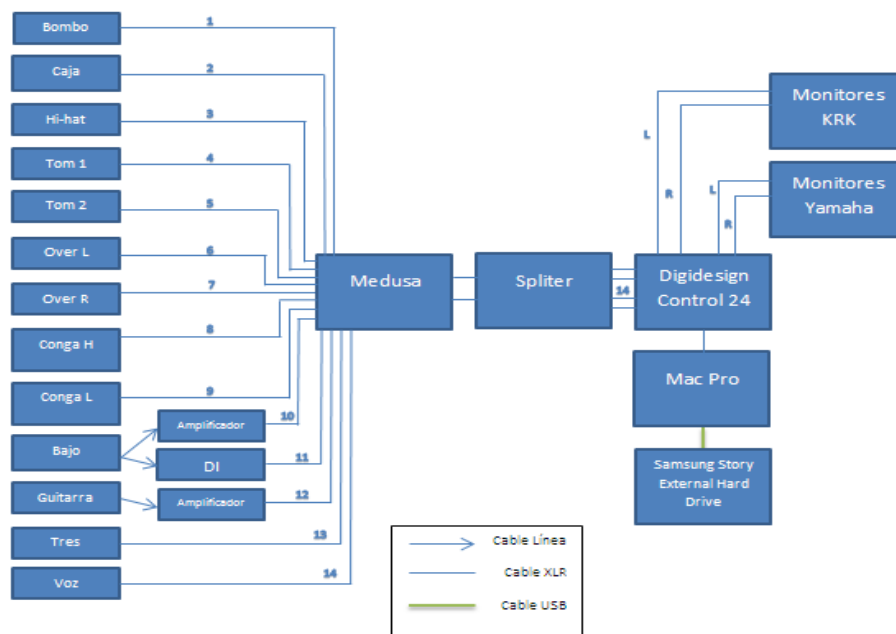 Bombo
1
Caja
2
Hi-hat
3
Tom 1
4
Tom 2
5
Over L
6
Over R
7
Conga H
8
Conga L
9
Bajo
Amplificador
10
DI
11
Guitarra
Amplificador
12
Tres
13
Voz
14
Medusa
Spliter
14
Digidesign
Control 24
L
R
L
R
Monitores
KRK
Monitores
Yamaha
Mac Pro
Samsung Story
External Hard
Drive
Cable Línea
Cable XLR
Cable USB